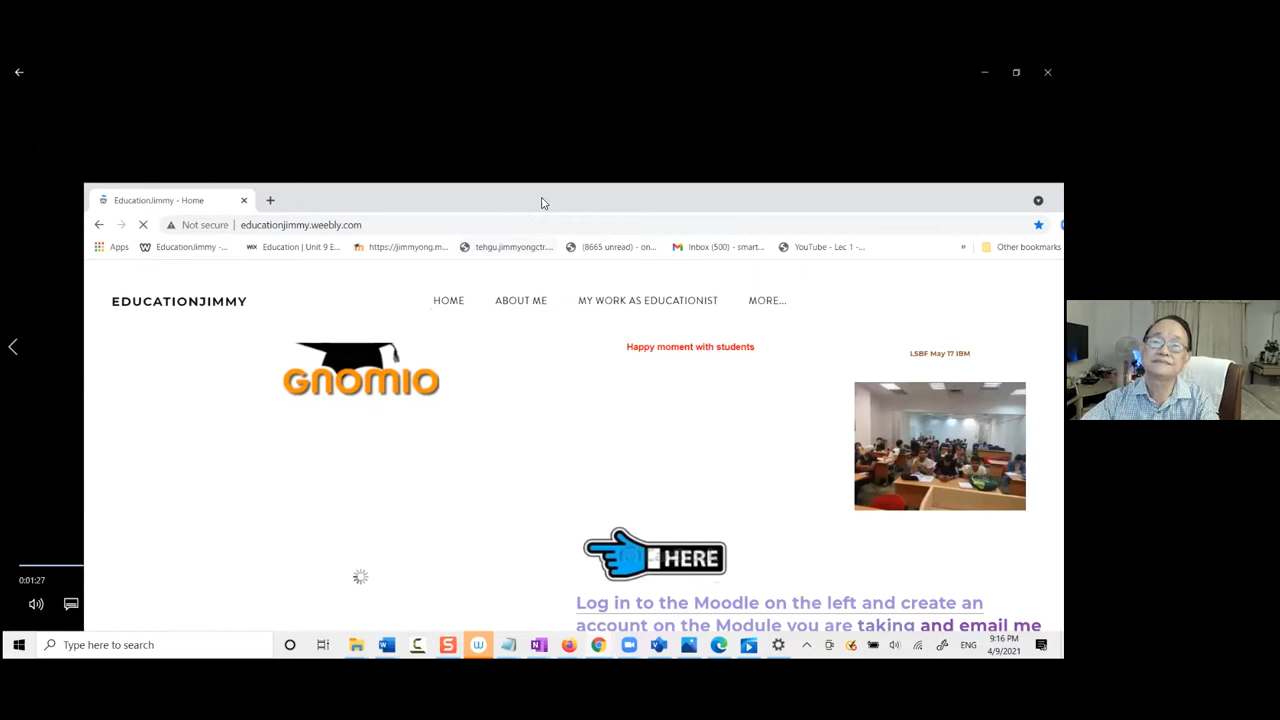 EducationJimmy - Home
Not secure | educationjimmy.weebly.com
Apps EducationJimmy -... Education | Unit 9 E... https://jimmyong.m... tehgu.jimmyongctr.... (8665 unread) - on... Inbox (500) - smart... YouTube - Lec 1 -... » Other bookmarks
EDUCATIONJIMMY HOME ABOUT ME MY WORK AS EDUCATIONIST MORE...
GNOMIO
Happy moment with students
LSBF May 17 IBM
HERE
Log in to the Moodle on the left and create an
account on the Module you are taking and email me
0:01:27
Type here to search
ENG
9:16 PM
4/9/2021